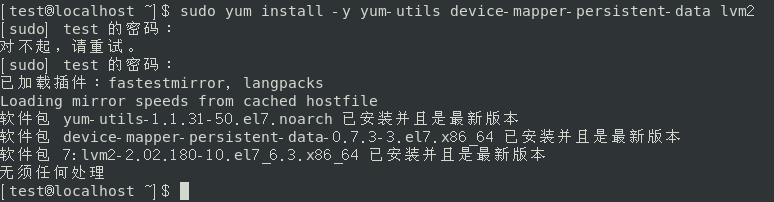 [test@localhost ~]$ sudo yum install -y yum-utils device-mapper-persistent-data lvm2
[sudo] test 的密码：
对不起，请重试。
[sudo] test 的密码：
已加载插件：fastestmirror, langpacks
Loading mirror speeds from cached hostfile
软件包 yum-utils-1.1.31-50.el7.noarch 已安装并且是最新版本
软件包 device-mapper-persistent-data-0.7.3-3.el7.x86_64 已安装并且是最新版本
软件包 7:lvm2-2.02.180-10.el7_6.3.x86_64 已安装并且是最新版本
无须任何处理
[test@localhost ~]$